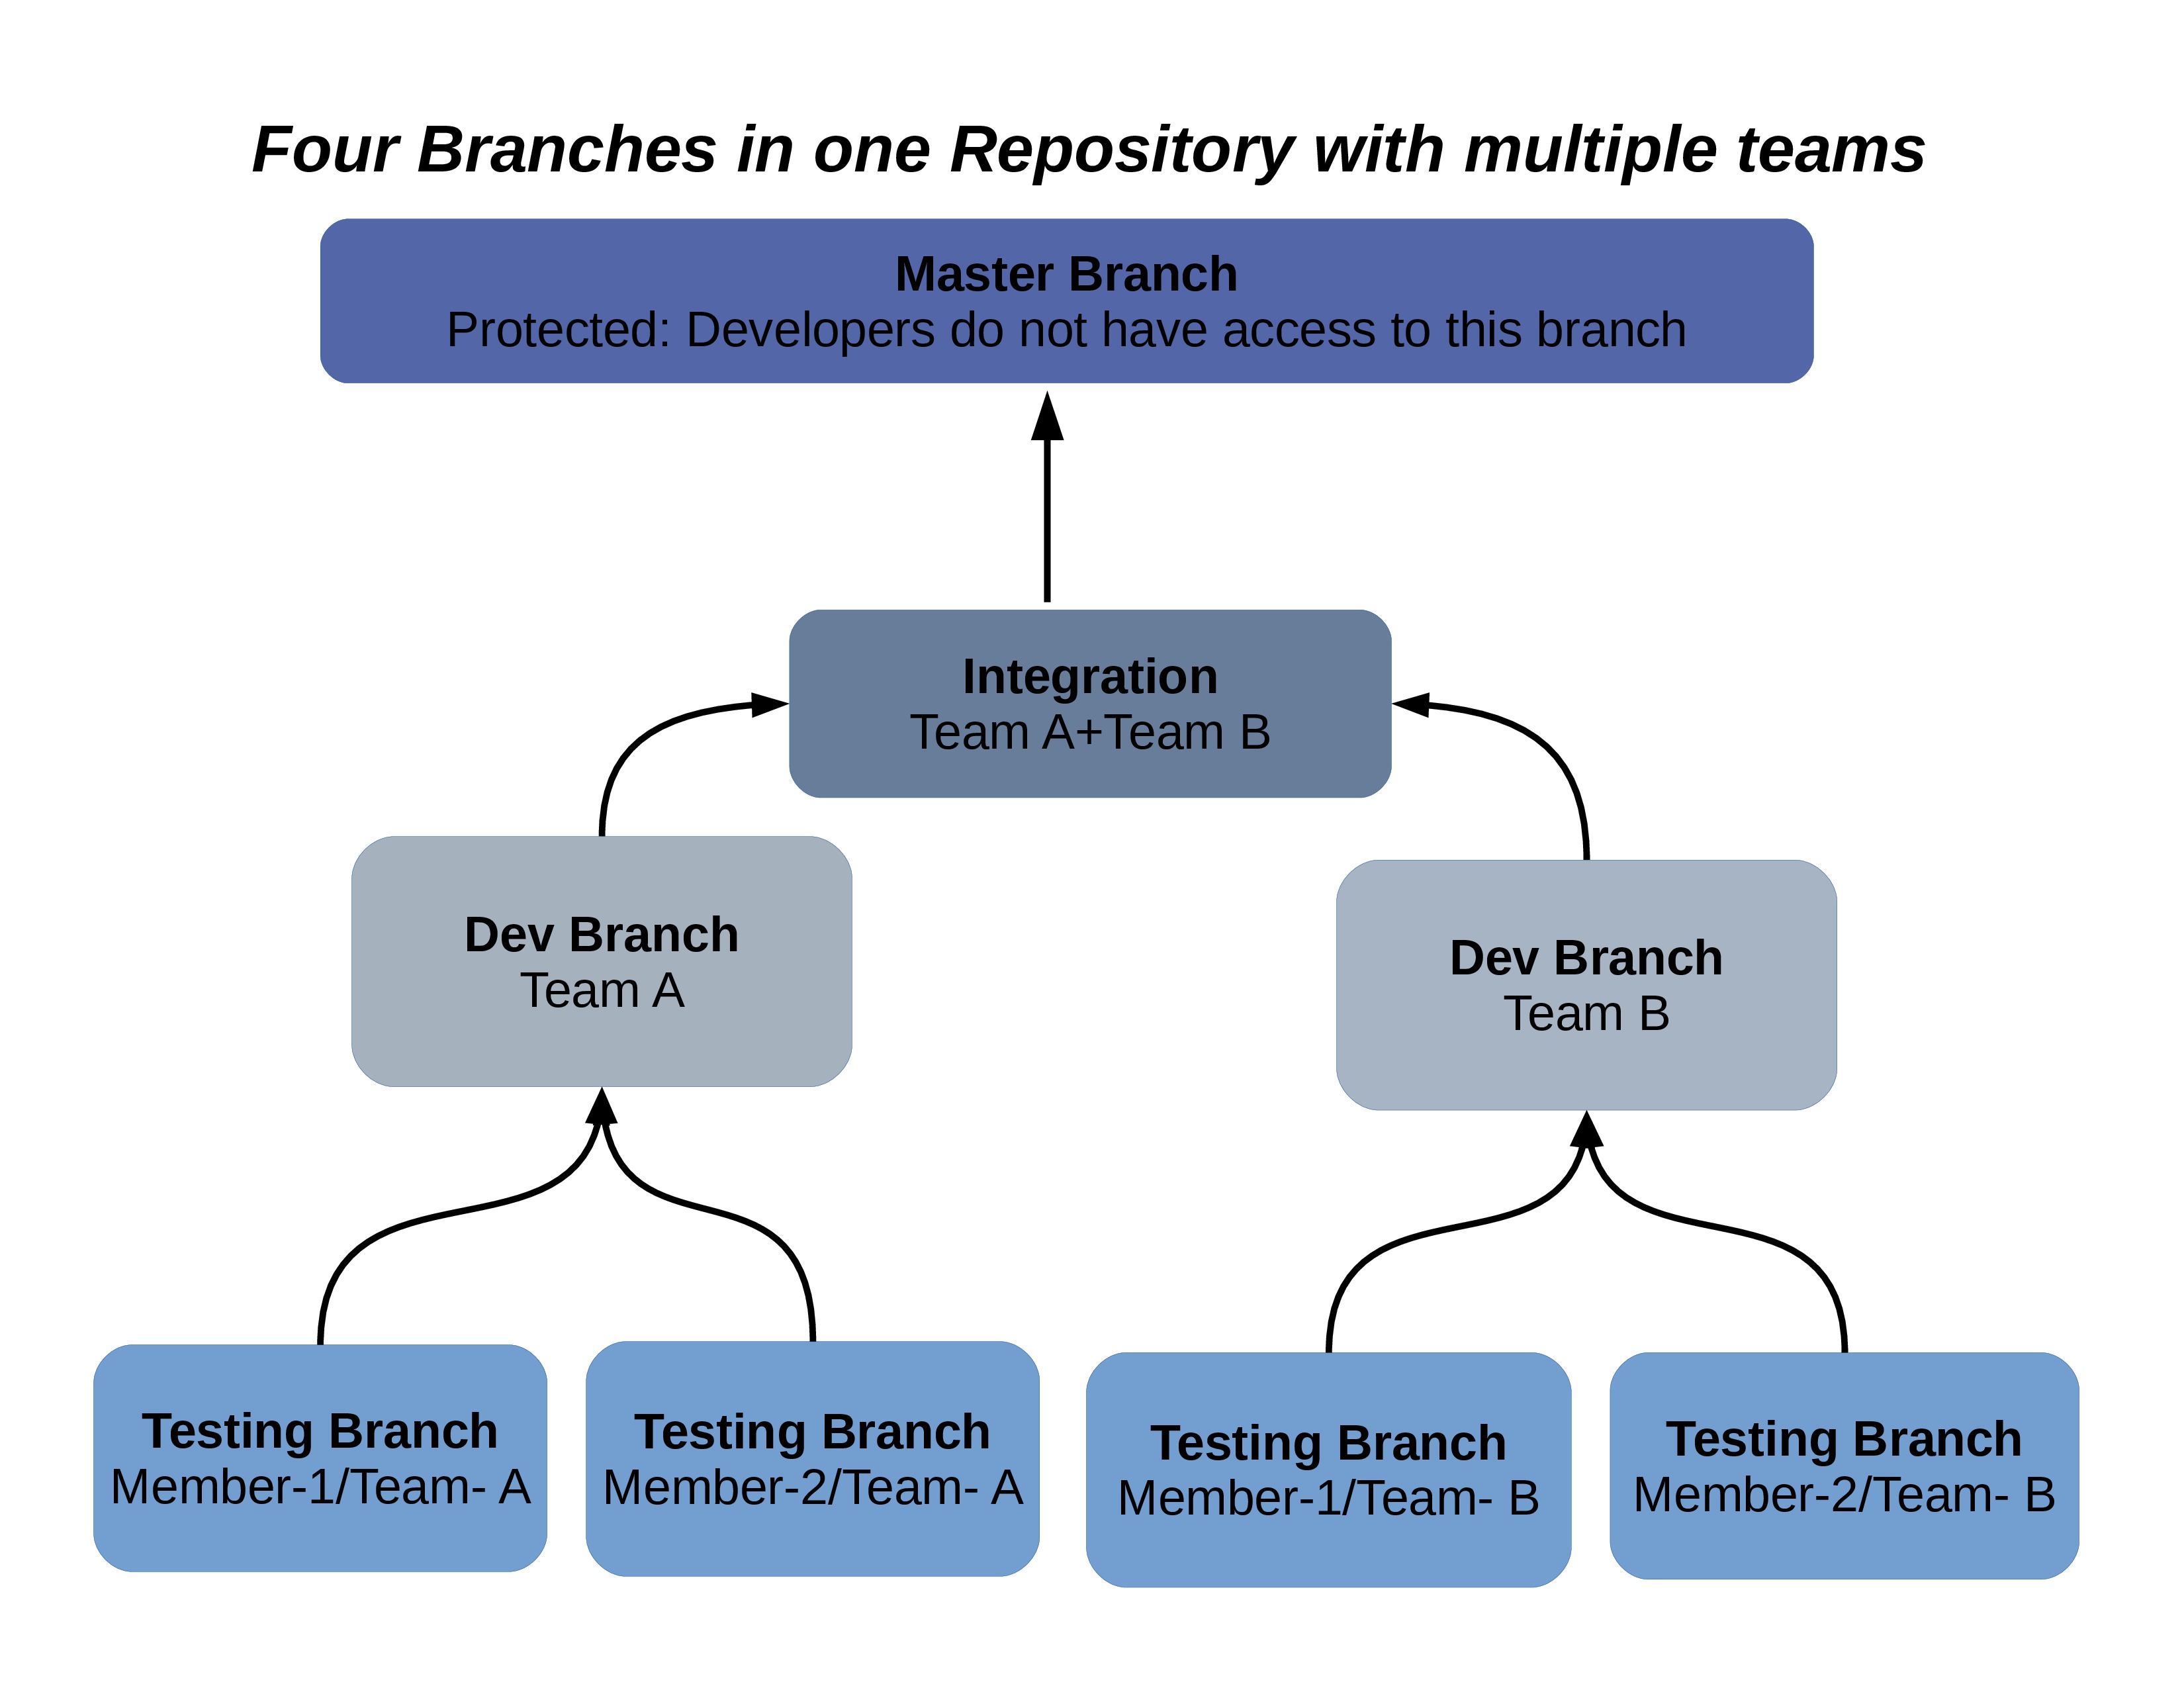 Four Branches in one Repository with multiple teams
Master Branch
Protected: Developers do not have access to this branch
Integration
Team A+Team B
Dev Branch
Team A
Dev Branch
Team B
Testing Branch
Member-1/Team- A
Testing Branch
Member-2/Team- A
Testing Branch
Member-1/Team- B
Testing Branch
Member-2/Team- B